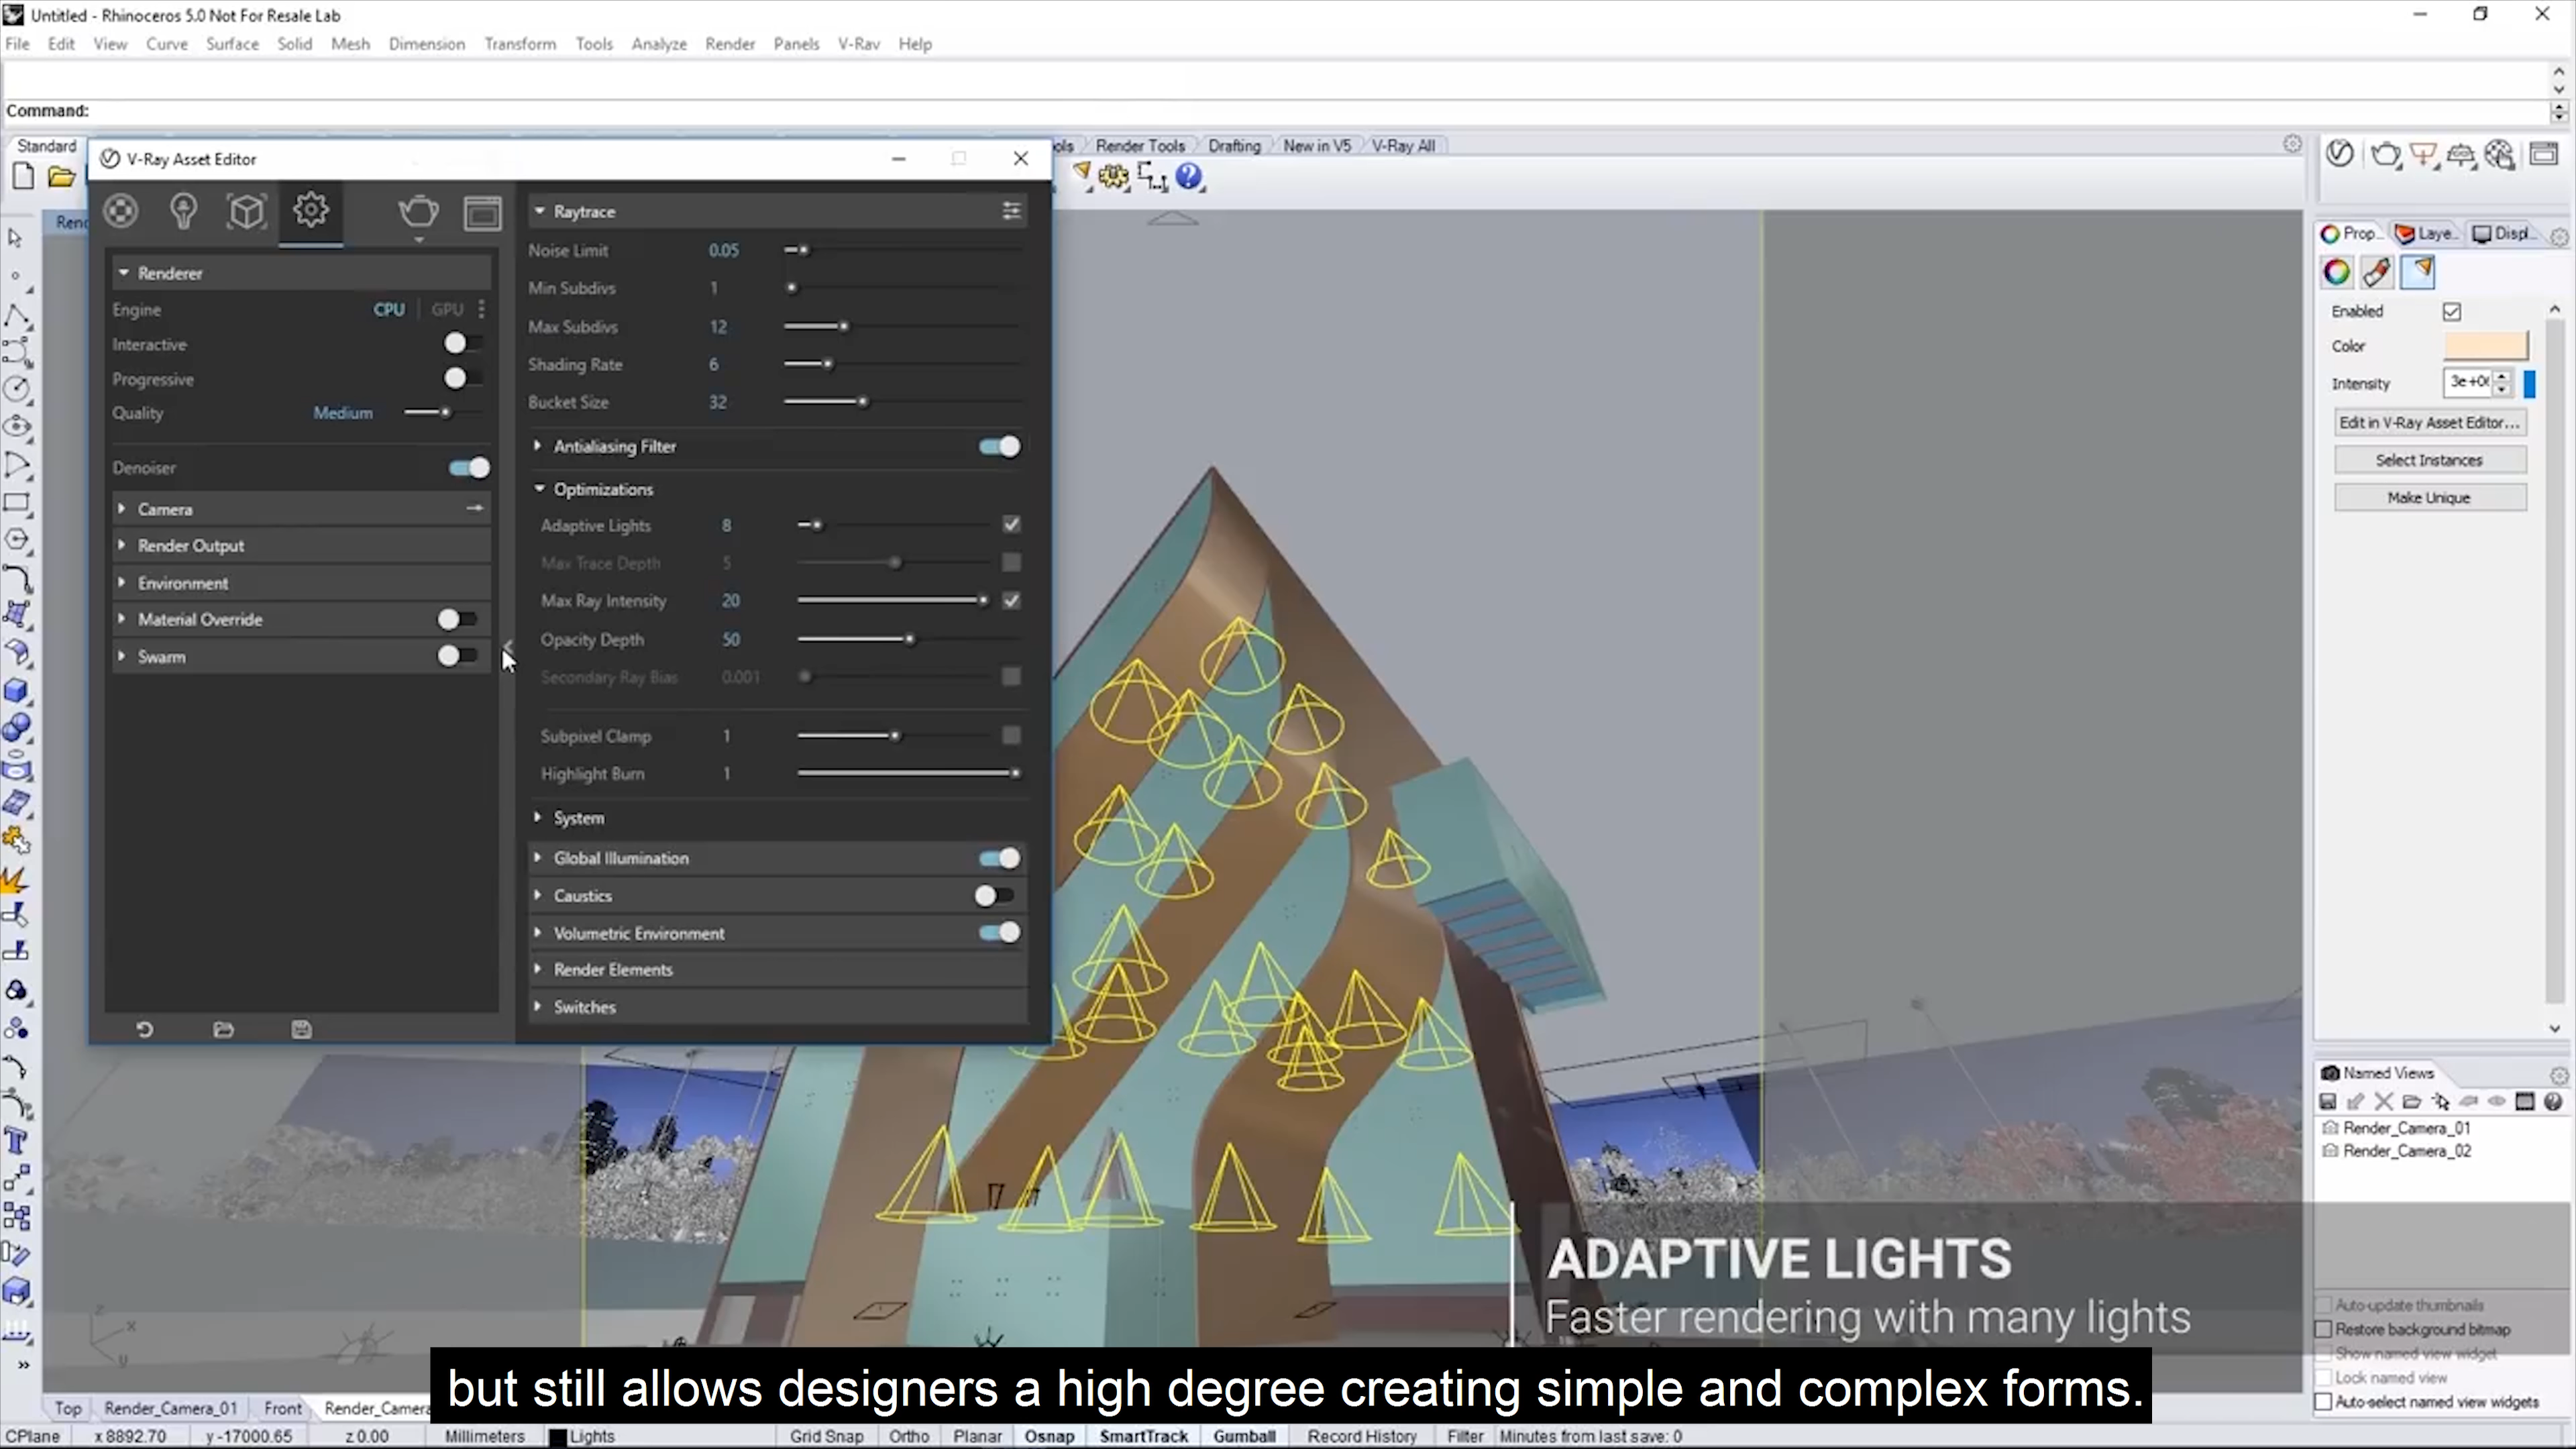 Untitled - Rhinoceros 5.0 Not For Resale Lab
File Edit View Curve Surface Solid Mesh Dimension Transform Tools Analyze Render Panels V-Ray Help
Command:
Standard
Render Tools
Drafting
New in V5
V-Ray All
V-Ray Asset Editor
Renderer
Engine CPU GPU
Interactive
Progressive
Quality Medium
Denoiser
Camera
Render Output
Environment
Material Override
Swarm
Raytrace
Noise Limit 0.05
Min Subdivs 1
Max Subdivs 12
Shading Rate 6
Bucket Size 32
Antialiasing Filter
Optimizations
Adaptive Lights 8
Max Trace Depth 5
Max Ray Intensity 20
Opacity Depth 50
Secondary Ray Bias 0.001
Subpixel Clamp 1
Highlight Burn 1
System
Global Illumination
Caustics
Volumetric Environment
Render Elements
Switches
Prop... Laye... Displ...
Enabled
Color
Intensity 3e+0
Edit in V-Ray Asset Editor...
Select Instances
Make Unique
Named Views
Render_Camera_01
Render_Camera_02
Auto-update thumbnails
Restore background bitmap
Show named view widget
Lock named view
Auto-select named view widgets
z
x
y
ADAPTIVE LIGHTS
Faster rendering with many lights
but still allows designers a high degree creating simple and complex forms.
Top Render_Camera_01 Front Render_Camera
CPlane x 8892.70 y -17000.65 z 0.00 Millimeters Lights Grid Snap Ortho Planar Osnap SmartTrack Gumball Record History Filter Minutes from last save: 0